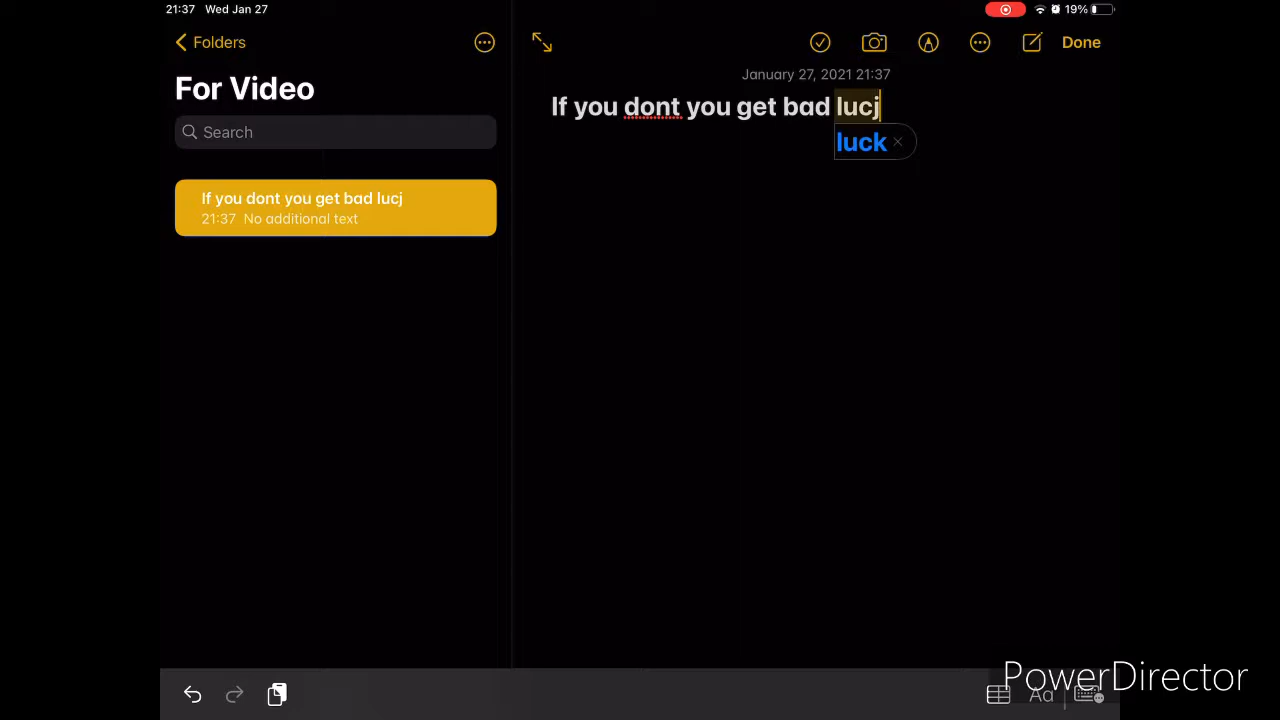 21:37 Wed Jan 27
19%
Folders
Done
For Video
January 27, 2021 21:37
If you dont you get bad lucj
Search
luck
If you dont you get bad lucj
21:37 No additional text
PowerDirector
Aa